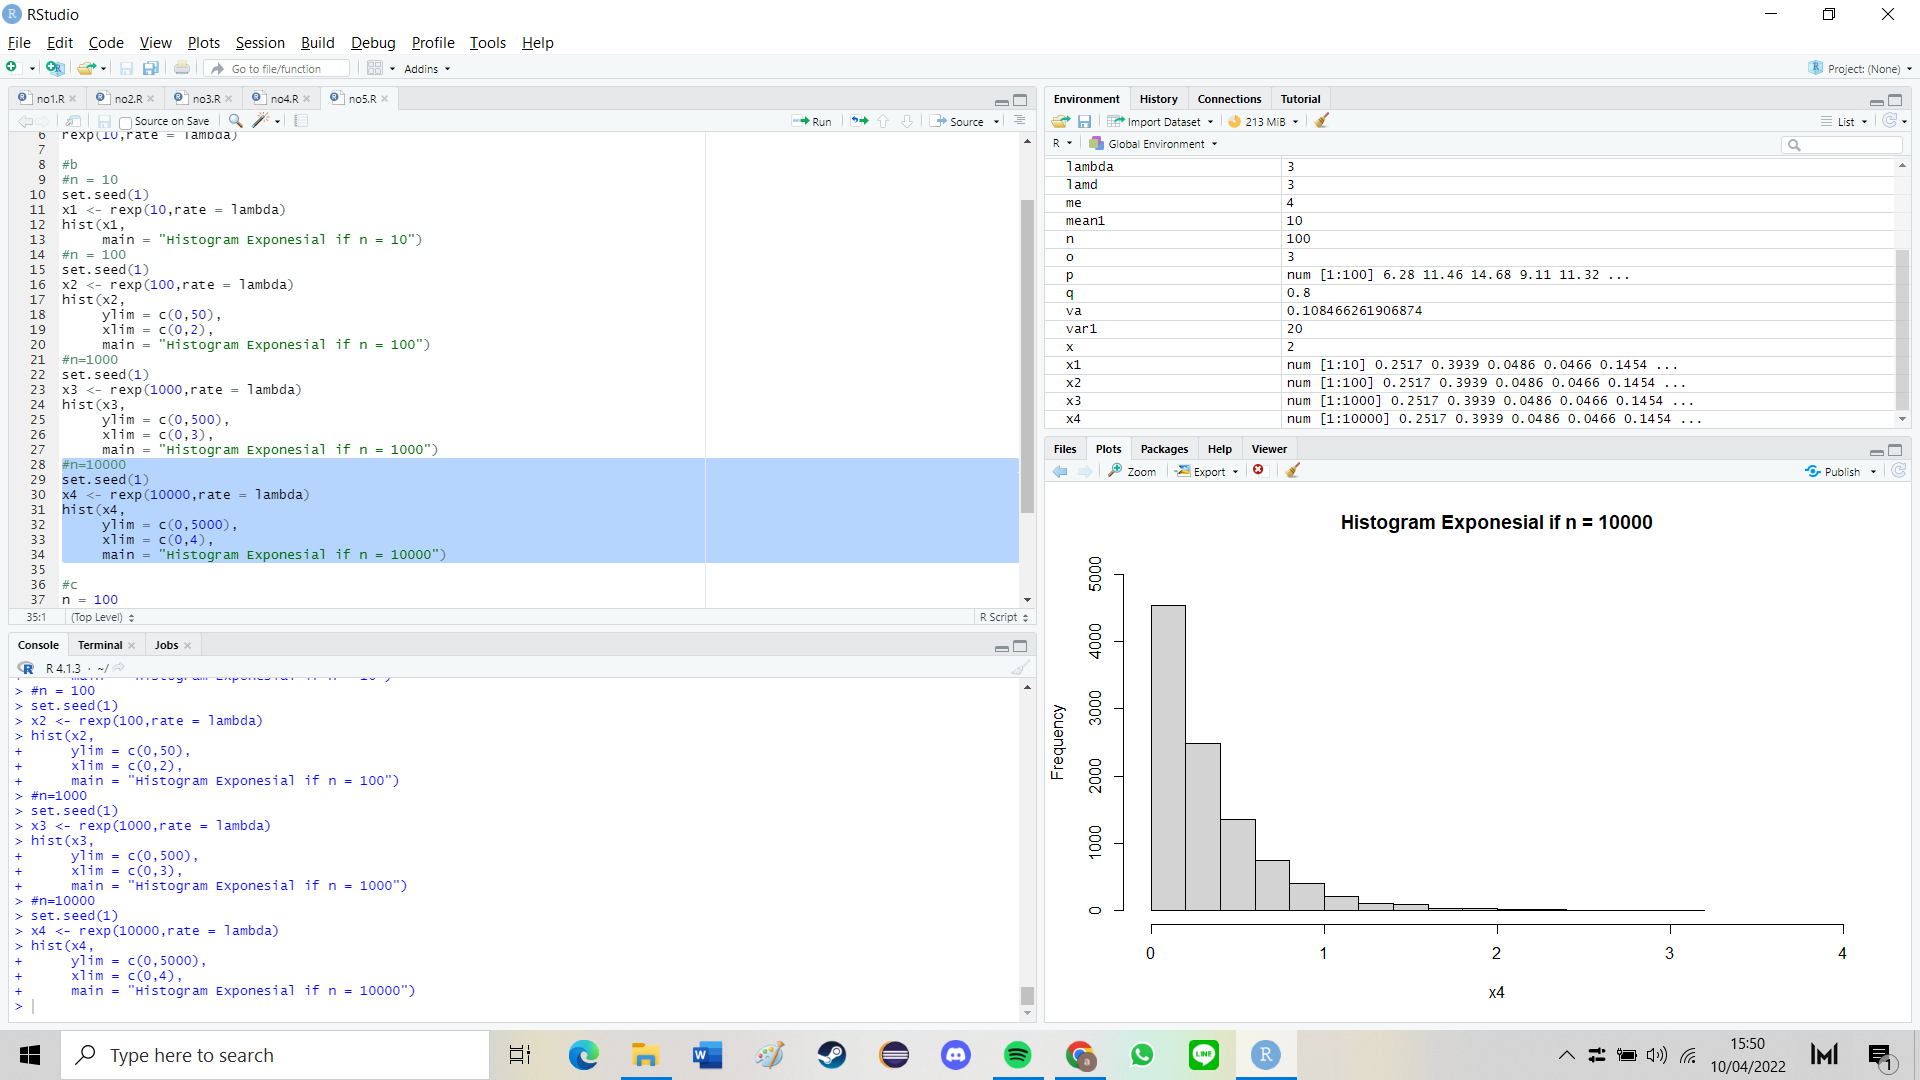 RStudio
File Edit Code View Plots Session Build Debug Profile Tools Help
Go to file/function Addins Project: (None)
no1.R no2.R no3.R no4.R no5.R
Source on Save Run Source
6 rexp(10,rate = lambda)
7
8 #b
9 #n = 10
10 set.seed(1)
11 x1 <- rexp(10,rate = lambda)
12 hist(x1,
13 main = "Histogram Exponesial if n = 10")
14 #n = 100
15 set.seed(1)
16 x2 <- rexp(100,rate = lambda)
17 hist(x2,
18 ylim = c(0,50),
19 xlim = c(0,2),
20 main = "Histogram Exponesial if n = 100")
21 #n=1000
22 set.seed(1)
23 x3 <- rexp(1000,rate = lambda)
24 hist(x3,
25 ylim = c(0,500),
26 xlim = c(0,3),
27 main = "Histogram Exponesial if n = 1000")
28 #n=10000
29 set.seed(1)
30 x4 <- rexp(10000,rate = lambda)
31 hist(x4,
32 ylim = c(0,5000),
33 xlim = c(0,4),
34 main = "Histogram Exponesial if n = 10000")
35
36 #c
37 n = 100
35:1 (Top Level) R Script
Console Terminal Jobs
R 4.1.3 · ~/
+ main = "Histogram Exponesial if n = 10")
> #n = 100
> set.seed(1)
> x2 <- rexp(100,rate = lambda)
> hist(x2,
+ ylim = c(0,50),
+ xlim = c(0,2),
+ main = "Histogram Exponesial if n = 100")
> #n=1000
> set.seed(1)
> x3 <- rexp(1000,rate = lambda)
> hist(x3,
+ ylim = c(0,500),
+ xlim = c(0,3),
+ main = "Histogram Exponesial if n = 1000")
> #n=10000
> set.seed(1)
> x4 <- rexp(10000,rate = lambda)
> hist(x4,
+ ylim = c(0,5000),
+ xlim = c(0,4),
+ main = "Histogram Exponesial if n = 10000")
>
Environment History Connections Tutorial
Import Dataset 213 MiB List
R Global Environment
lambda 3
lamd 3
me 4
mean1 10
n 100
o 3
p num [1:100] 6.28 11.46 14.68 9.11 11.32 ...
q 0.8
va 0.108466261906874
var1 20
x 2
x1 num [1:10] 0.2517 0.3939 0.0486 0.0466 0.1454 ...
x2 num [1:100] 0.2517 0.3939 0.0486 0.0466 0.1454 ...
x3 num [1:1000] 0.2517 0.3939 0.0486 0.0466 0.1454 ...
x4 num [1:10000] 0.2517 0.3939 0.0486 0.0466 0.1454 ...
Files Plots Packages Help Viewer
Zoom Export Publish
Histogram Exponesial if n = 10000
Frequency
5000
4000
3000
2000
1000
0
0 1 2 3 4
x4
Type here to search
15:50
10/04/2022
1